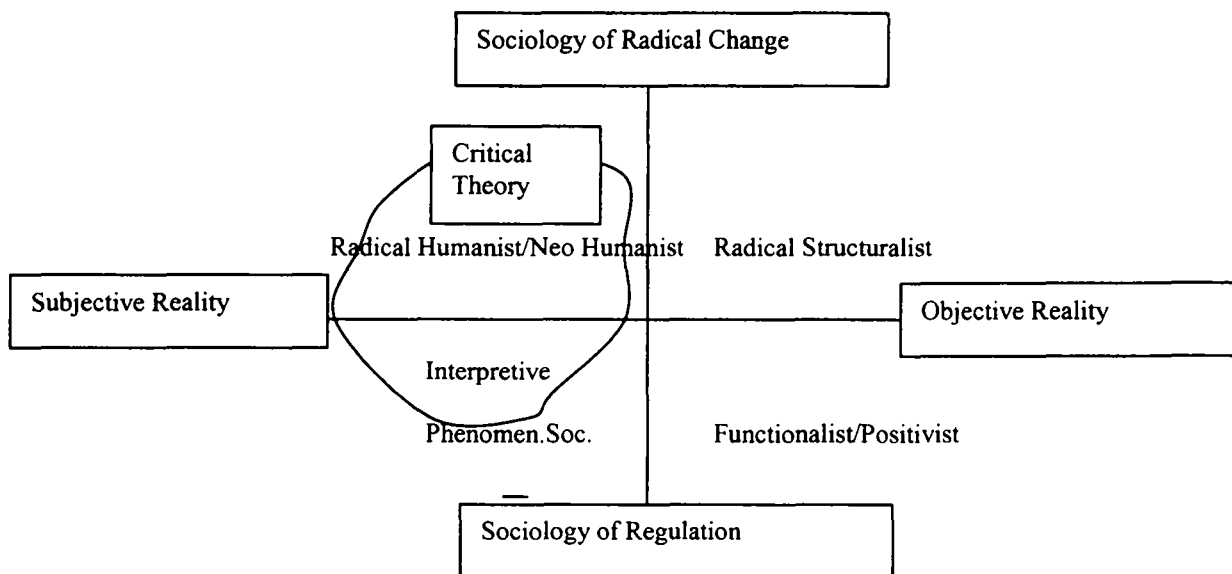 Sociology of Radical Change
Critical
Theory
Radical Humanist/Neo Humanist
Radical Structuralist
Subjective Reality
Objective Reality
Interpretive
Phenomen.Soc.
Functionalist/Positivist
Sociology of Regulation